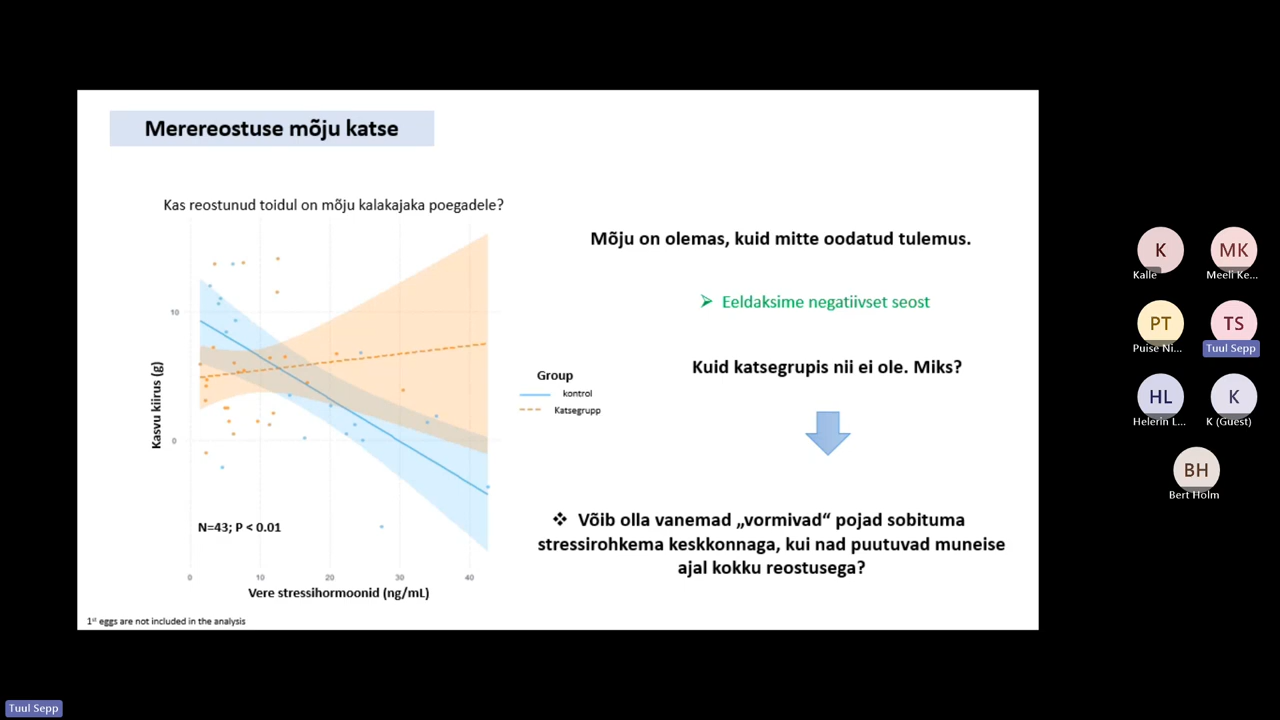 Merereostuse mõju katse
Kas reostunud toidul on mõju kalakajaka poegadele?
10
0
Kasvu kiirus (g)
N=43; P < 0.01
0 10 20 30 40
Vere stressihormoonid (ng/mL)
Group
kontrol
Katsegrupp
1st eggs are not included in the analysis
Mõju on olemas, kuid mitte oodatud tulemus.
Eeldaksime negatiivset seost
Kuid katsegrupis nii ei ole. Miks?
Võib olla vanemad „vormivad“ pojad sobituma
stressirohkema keskkonnaga, kui nad puutuvad muneise
ajal kokku reostusega?
K MK
Kalle Meeli Ke...
PT TS
Puise Ni... Tuul Sepp
HL K
Helerin L... K (Guest)
BH
Bert Holm
Tuul Sepp